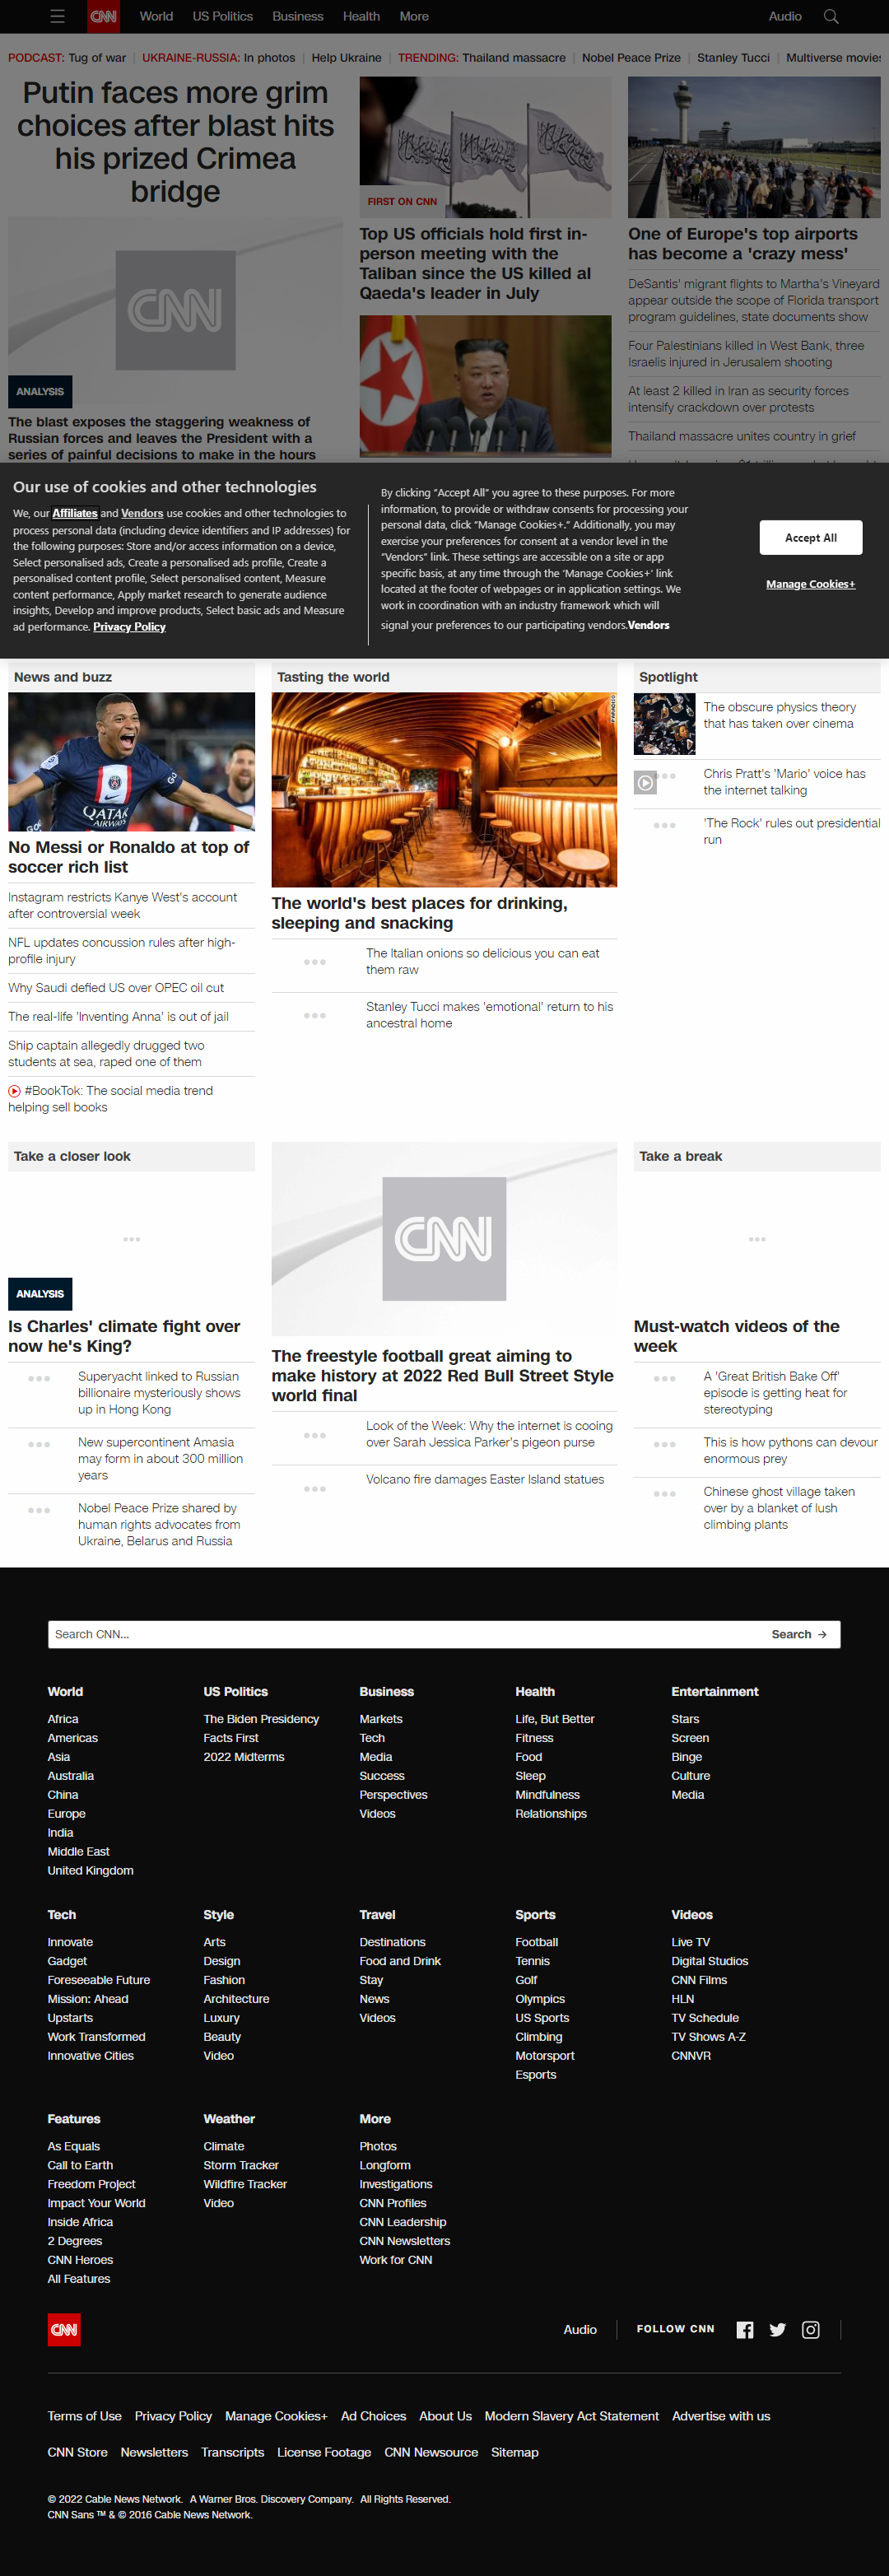 CNN
World US Politics Business Health More
Audio
PODCAST: Tug of war | UKRAINE-RUSSIA: In photos | Help Ukraine | TRENDING: Thailand massacre | Nobel Peace Prize | Stanley Tucci | Multiverse movies
Putin faces more grim
choices after blast hits
his prized Crimea
bridge
CNN
ANALYSIS
The blast exposes the staggering weakness of
Russian forces and leaves the President with a
series of painful decisions to make in the hours
FIRST ON CNN
Top US officials hold first in-
person meeting with the
Taliban since the US killed al
Qaeda's leader in July
One of Europe's top airports
has become a 'crazy mess'
DeSantis' migrant flights to Martha's Vineyard
appear outside the scope of Florida transport
program guidelines, state documents show
Four Palestinians killed in West Bank, three
Israelis injured in Jerusalem shooting
At least 2 killed in Iran as security forces
intensify crackdown over protests
Thailand massacre unites country in grief
Our use of cookies and other technologies
We, our Affiliates and Vendors use cookies and other technologies to
process personal data (including device identifiers and IP addresses) for
the following purposes: Store and/or access information on a device,
Select personalised ads, Create a personalised ads profile, Create a
personalised content profile, Select personalised content, Measure
content performance, Apply market research to generate audience
insights, Develop and improve products, Select basic ads and Measure
ad performance. Privacy Policy
By clicking "Accept All" you agree to these purposes. For more
information, to provide or withdraw consents for processing your
personal data, click "Manage Cookies+." Additionally, you may
exercise your preferences for consent at a vendor level in the
"Vendors" link. These settings are accessible on a site or app
specific basis, at any time through the 'Manage Cookies+' link
located at the footer of webpages or in application settings. We
work in coordination with an industry framework which will
signal your preferences to our participating vendors.Vendors
Accept All
Manage Cookies+
News and buzz
QATAR
AIRWAYS
No Messi or Ronaldo at top of
soccer rich list
Instagram restricts Kanye West's account
after controversial week
NFL updates concussion rules after high-
profile injury
Why Saudi defied US over OPEC oil cut
The real-life 'Inventing Anna' is out of jail
Ship captain allegedly drugged two
students at sea, raped one of them
#BookTok: The social media trend
helping sell books
Tasting the world
PARADISO
The world's best places for drinking,
sleeping and snacking
The Italian onions so delicious you can eat
them raw
Stanley Tucci makes 'emotional' return to his
ancestral home
Spotlight
The obscure physics theory
that has taken over cinema
Chris Pratt's 'Mario' voice has
the internet talking
'The Rock' rules out presidential
run
Take a closer look
ANALYSIS
Is Charles' climate fight over
now he's King?
Superyacht linked to Russian
billionaire mysteriously shows
up in Hong Kong
New supercontinent Amasia
may form in about 300 million
years
Nobel Peace Prize shared by
human rights advocates from
Ukraine, Belarus and Russia
CNN
The freestyle football great aiming to
make history at 2022 Red Bull Street Style
world final
Look of the Week: Why the internet is cooing
over Sarah Jessica Parker's pigeon purse
Volcano fire damages Easter Island statues
Take a break
Must-watch videos of the
week
A 'Great British Bake Off'
episode is getting heat for
stereotyping
This is how pythons can devour
enormous prey
Chinese ghost village taken
over by a blanket of lush
climbing plants
Search CNN...
Search →
World
Africa
Americas
Asia
Australia
China
Europe
India
Middle East
United Kingdom
US Politics
The Biden Presidency
Facts First
2022 Midterms
Business
Markets
Tech
Media
Success
Perspectives
Videos
Health
Life, But Better
Fitness
Food
Sleep
Mindfulness
Relationships
Entertainment
Stars
Screen
Binge
Culture
Media
Tech
Innovate
Gadget
Foreseeable Future
Mission: Ahead
Upstarts
Work Transformed
Innovative Cities
Style
Arts
Design
Fashion
Architecture
Luxury
Beauty
Video
Travel
Destinations
Food and Drink
Stay
News
Videos
Sports
Football
Tennis
Golf
Olympics
US Sports
Climbing
Motorsport
Esports
Videos
Live TV
Digital Studios
CNN Films
HLN
TV Schedule
TV Shows A-Z
CNNVR
Features
As Equals
Call to Earth
Freedom Project
Impact Your World
Inside Africa
2 Degrees
CNN Heroes
All Features
Weather
Climate
Storm Tracker
Wildfire Tracker
Video
More
Photos
Longform
Investigations
CNN Profiles
CNN Leadership
CNN Newsletters
Work for CNN
CNN
Audio
FOLLOW CNN
Terms of Use Privacy Policy Manage Cookies+ Ad Choices About Us Modern Slavery Act Statement Advertise with us
CNN Store Newsletters Transcripts License Footage CNN Newsource Sitemap
© 2022 Cable News Network. A Warner Bros. Discovery Company. All Rights Reserved.
CNN Sans ™ & © 2016 Cable News Network.